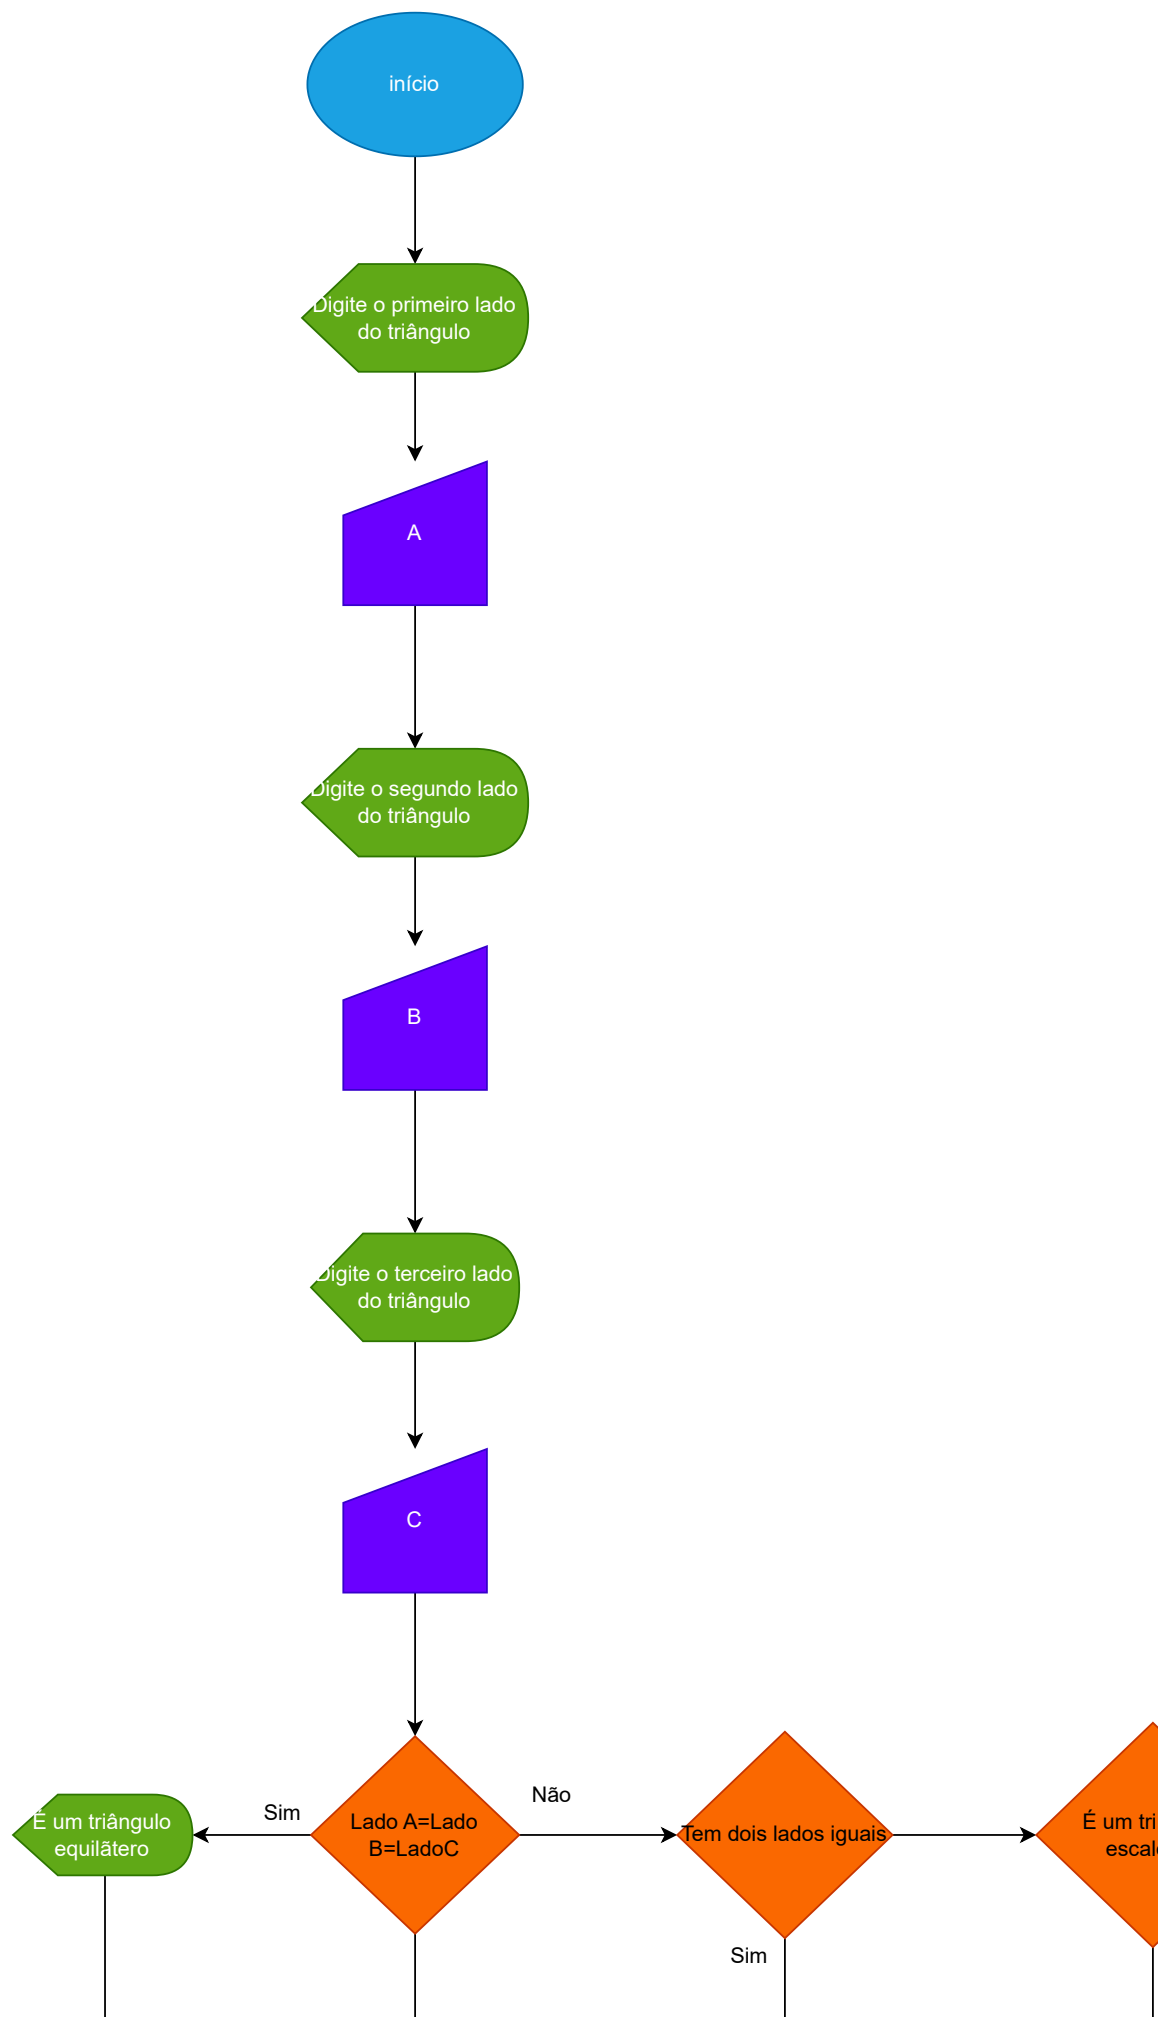 início
Digite o primeiro lado
do triângulo
A
Digite o segundo lado
do triângulo
B
Digite o terceiro lado
do triângulo
C
É um triângulo
equilãtero
Sim
Lado A=Lado
B=LadoC
Não
Tem dois lados iguais
Sim
É um